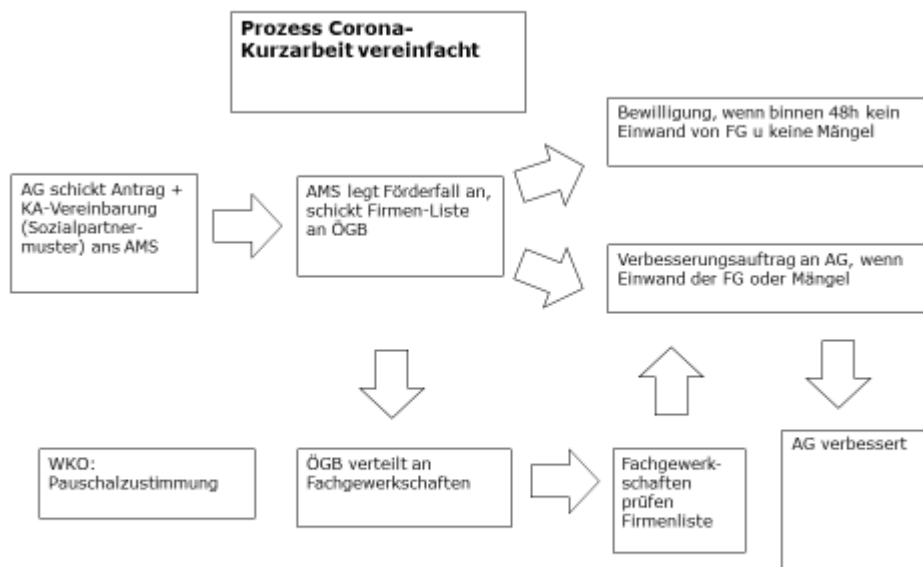 Prozess Corona-
Kurzarbeit vereinfacht
Bewilligung, wenn binnen 48h kein
Einwand von FG u keine Mängel
AG schickt Antrag +
KA-Vereinbarung
(Sozialpartner-
muster) ans AMS
AMS legt Förderfall an,
schickt Firmen-Liste
an ÖGB
Verbesserungsauftrag an AG, wenn
Einwand der FG oder Mängel
WKO:
Pauschalzustimmung
ÖGB verteilt an
Fachgewerkschaften
Fachgewerk-
schaften
prüfen
Firmenliste
AG verbessert